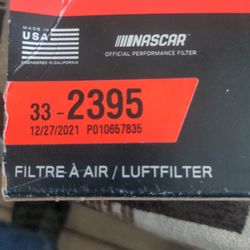 MADE IN
USA
ENGINEERED IN CALIFORNIA
NASCAR
OFFICIAL PERFORMANCE FILTER
33-2395
12/27/2021 P010657835
FILTRE À AIR / LUFTFILTER